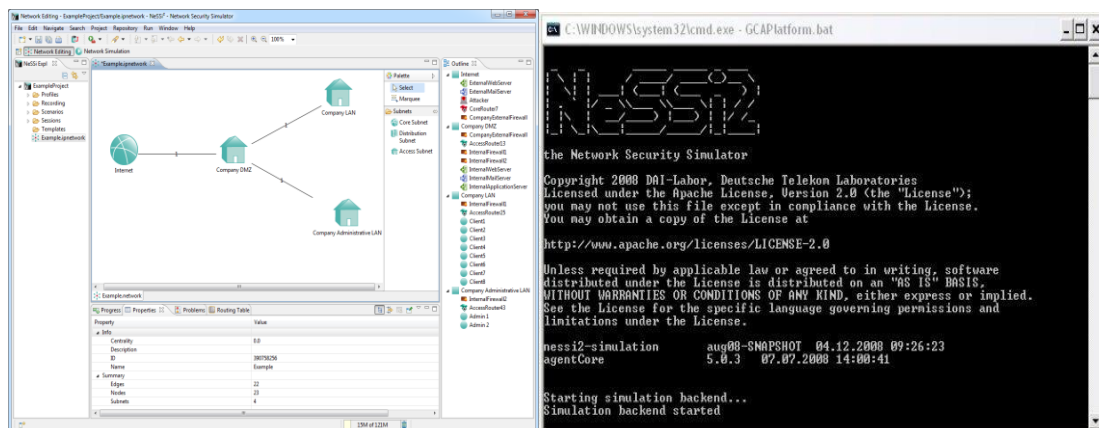 Network Editing - ExampleProject/Example.ipnetwork - NeSSi² - Network Security Simulator
File Edit Navigate Search Project Repository Run Window Help
100%
Network Editing Network Simulation
NeSSi Expl
ExampleProject
Profiles
Recording
Scenarios
Sessions
Templates
Example.ipnetwork
*Example.ipnetwork
Internet
Company DMZ
Company LAN
Company Administrative LAN
Palette
Select
Marquee
Subnets
Core Subnet
Distribution
Subnet
Access Subnet
Example.network
Outline
Internet
ExternalWebServer
ExternalMailServer
Attacker
CoreRouter7
CompanyExternalFirewall
Company DMZ
CompanyExternalFirewall
AccessRouter13
InternalFirewall1
InternalFirewall2
InternalWebServer
InternalMailServer
InternalApplicationServer
Company LAN
InternalFirewall1
AccessRouter25
Client1
Client2
Client3
Client4
Client5
Client6
Client7
Client8
Company Administrative LAN
InternalFirewall2
AccessRouter43
Admin 1
Admin 2
Progress Properties Problems Routing Table
Property Value
Info
Centrality 0.0
Description
ID 390758256
Name Example
Summary
Edges 22
Nodes 23
Subnets 4
15M of 121M
C:\WINDOWS\system32\cmd.exe - GCAPlatform.bat
NeSSi2
the Network Security Simulator
Copyright 2008 DAI-Labor, Deutsche Telekom Laboratories
Licensed under the Apache License, Version 2.0 (the "License");
you may not use this file except in compliance with the License.
You may obtain a copy of the License at
http://www.apache.org/licenses/LICENSE-2.0
Unless required by applicable law or agreed to in writing, software
distributed under the License is distributed on an "AS IS" BASIS,
WITHOUT WARRANTIES OR CONDITIONS OF ANY KIND, either express or implied.
See the License for the specific language governing permissions and
limitations under the License.
nessi2-simulation aug08-SNAPSHOT 04.12.2008 09:26:23
agentCore 5.0.3 07.07.2008 14:00:41
Starting simulation backend...
Simulation backend started